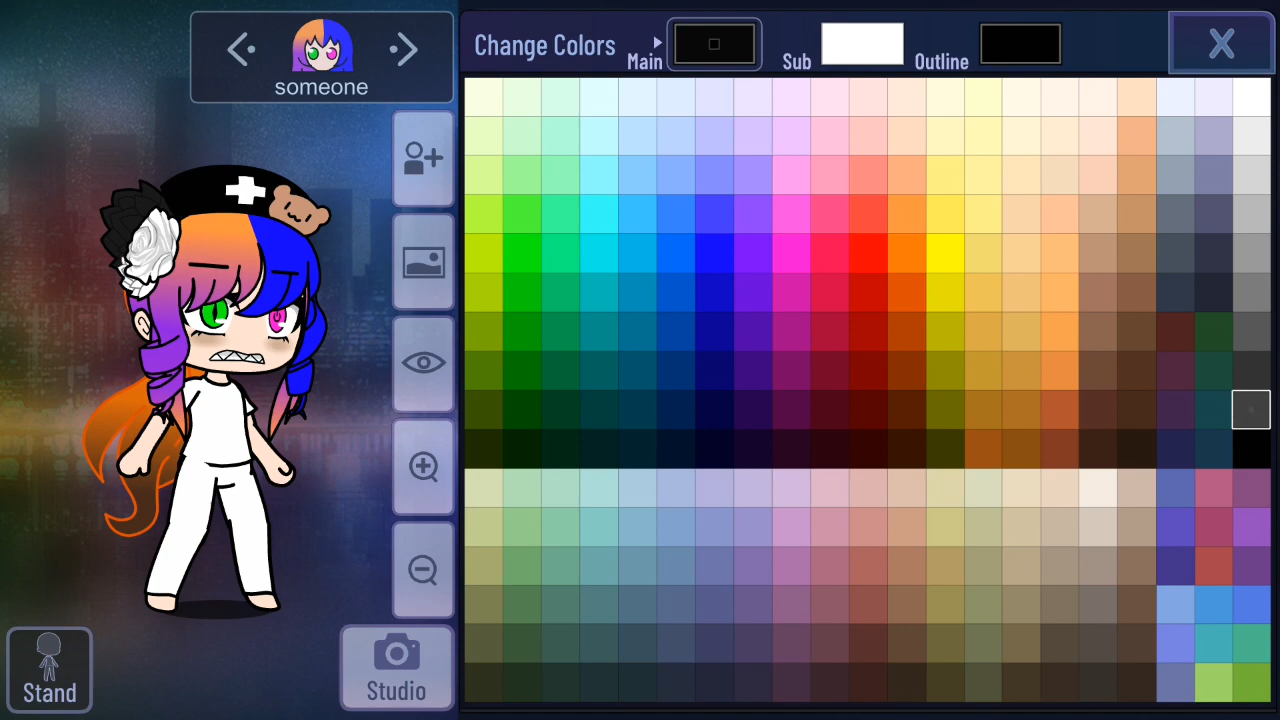 someone
Change Colors
Main
Sub
Outline
X
Stand
Studio